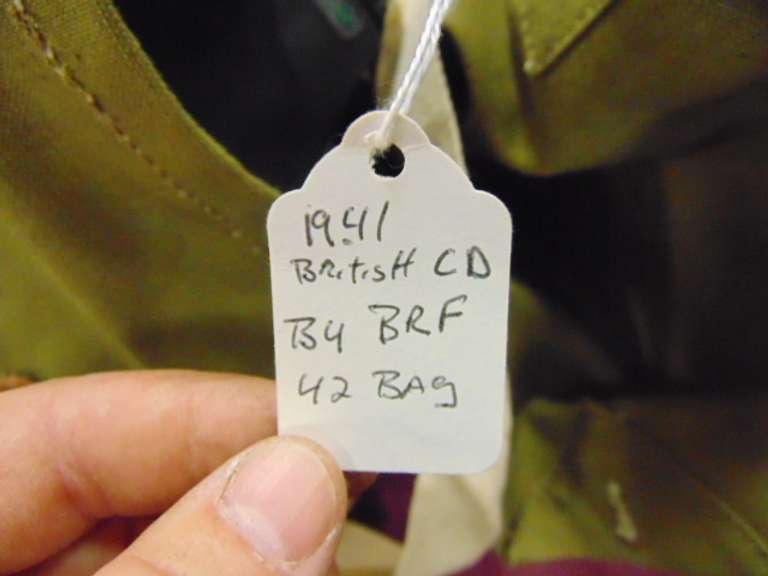 1941
British CD
B4 BRF
42 BAg